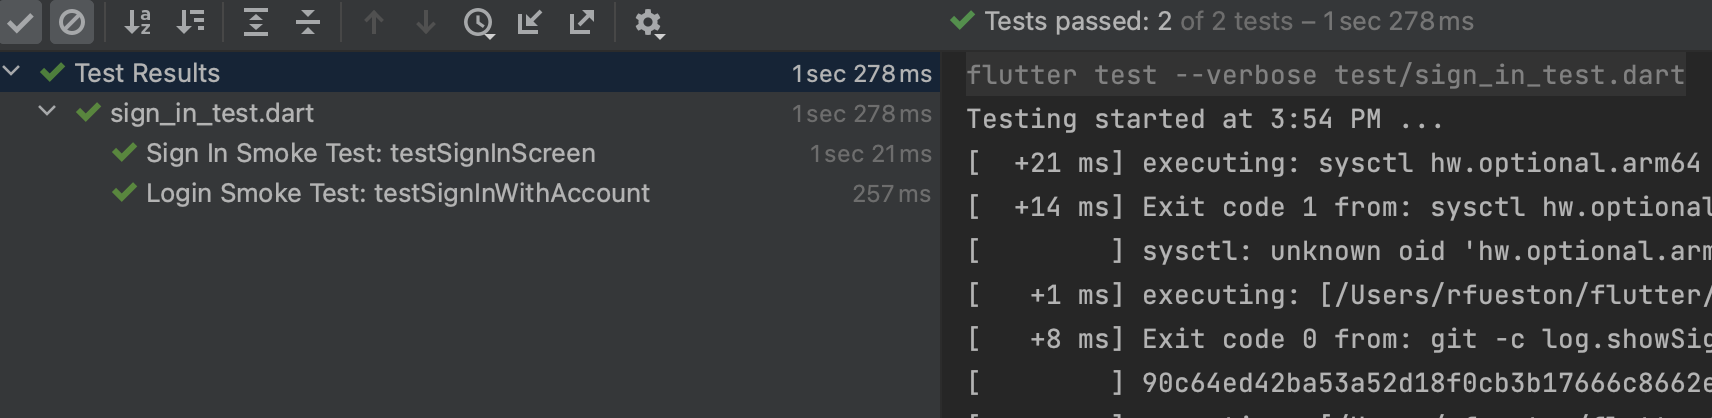 Tests passed: 2 of 2 tests – 1 sec 278 ms
Test Results 1 sec 278 ms
sign_in_test.dart 1 sec 278 ms
Sign In Smoke Test: testSignInScreen 1 sec 21 ms
Login Smoke Test: testSignInWithAccount 257 ms
flutter test --verbose test/sign_in_test.dart
Testing started at 3:54 PM ...
[  +21 ms] executing: sysctl hw.optional.arm64
[  +14 ms] Exit code 1 from: sysctl hw.optional
[        ] sysctl: unknown oid 'hw.optional.arm
[   +1 ms] executing: [/Users/rfueston/flutter/
[   +8 ms] Exit code 0 from: git -c log.showSig
[        ] 90c64ed42ba53a52d18f0cb3b17666c8662e